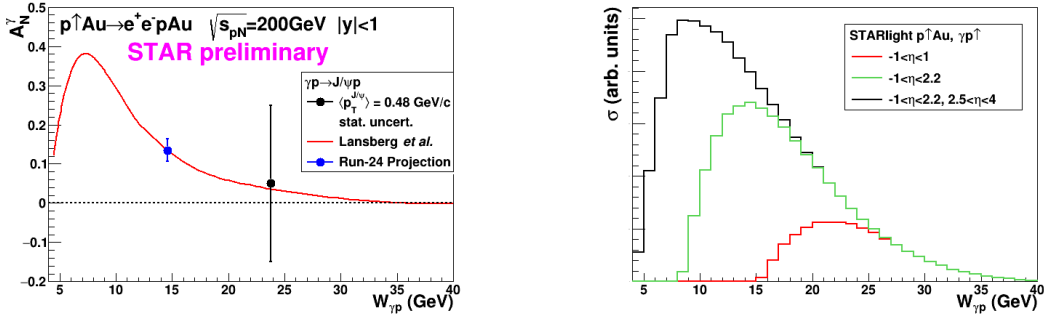 p↑Au→e⁺e⁻pAu √s_pN=200GeV |y|<1
STAR preliminary
A_N^γ
0.5
0.4
0.3
0.2
0.1
0
−0.1
−0.2
γp→J/ψp
⟨p_T^J/ψ⟩ = 0.48 GeV/c
stat. uncert.
Lansberg et al.
Run-24 Projection
5 10 15 20 25 30 35 40
W_γp (GeV)
σ (arb. units)
STARlight p↑Au, γp↑
-1<η<1
-1<η<2.2
-1<η<2.2, 2.5<η<4
5 10 15 20 25 30 35 40
W_γp (GeV)